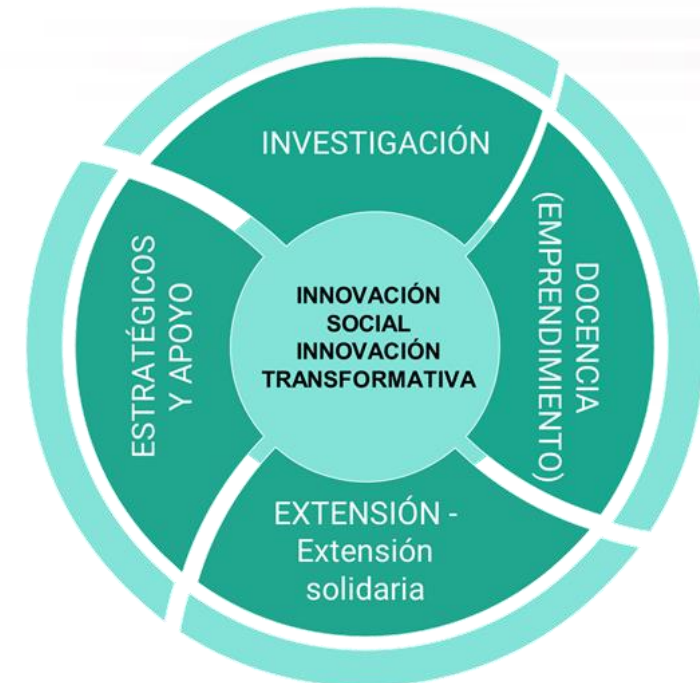 INVESTIGACIÓN
DOCENCIA
(EMPRENDIMIENTO)
INNOVACIÓN
SOCIAL
INNOVACIÓN
TRANSFORMATIVA
ESTRATÉGICOS
Y APOYO
EXTENSIÓN -
Extensión
solidaria